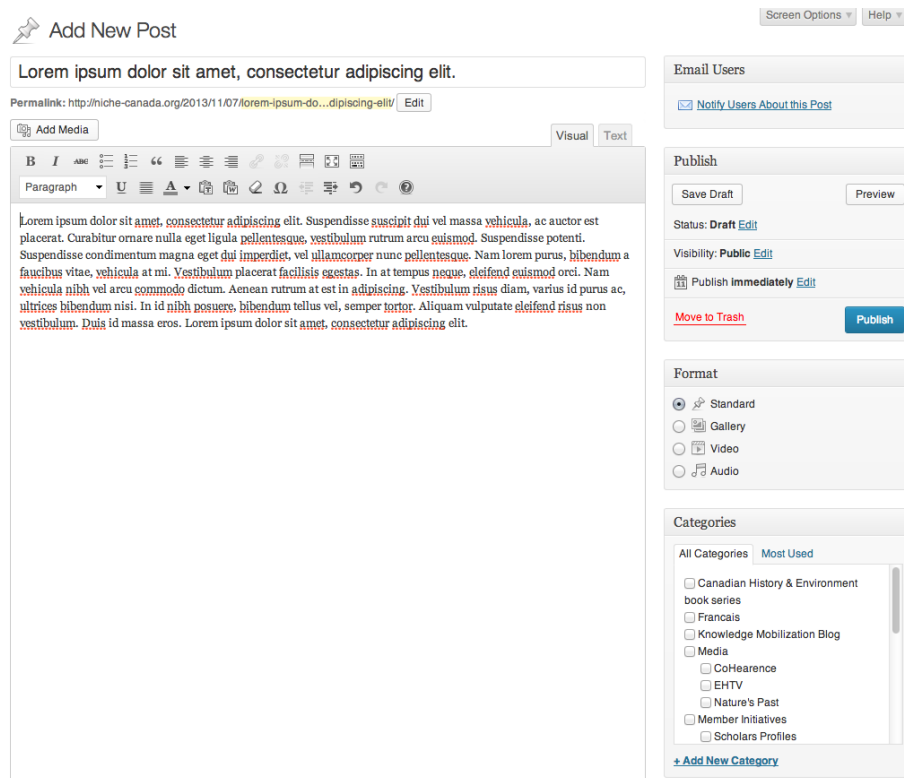 Screen Options ▼
Help ▼
Add New Post
Lorem ipsum dolor sit amet, consectetur adipiscing elit.
Permalink: http://niche-canada.org/2013/11/07/lorem-ipsum-do...dipiscing-elit/ Edit
Add Media
Visual Text
B I ABC
Paragraph U A Ω
Lorem ipsum dolor sit amet, consectetur adipiscing elit. Suspendisse suscipit dui vel massa vehicula, ac auctor est
placerat. Curabitur ornare nulla eget ligula pellentesque, vestibulum rutrum arcu euismod. Suspendisse potenti.
Suspendisse condimentum magna eget dui imperdiet, vel ullamcorper nunc pellentesque. Nam lorem purus, bibendum a
faucibus vitae, vehicula at mi. Vestibulum placerat facilisis egestas. In at tempus neque, eleifend euismod orci. Nam
vehicula nibh vel arcu commodo dictum. Aenean rutrum at est in adipiscing. Vestibulum risus diam, varius id purus ac,
ultrices bibendum nisi. In id nibh posuere, bibendum tellus vel, semper tortor. Aliquam vulputate eleifend risus non
vestibulum. Duis id massa eros. Lorem ipsum dolor sit amet, consectetur adipiscing elit.
Email Users
Notify Users About this Post
Publish
Save Draft Preview
Status: Draft Edit
Visibility: Public Edit
11 Publish immediately Edit
Move to Trash Publish
Format
Standard
Gallery
Video
Audio
Categories
All Categories Most Used
Canadian History & Environment
book series
Francais
Knowledge Mobilization Blog
Media
CoHearence
EHTV
Nature's Past
Member Initiatives
Scholars Profiles
+ Add New Category